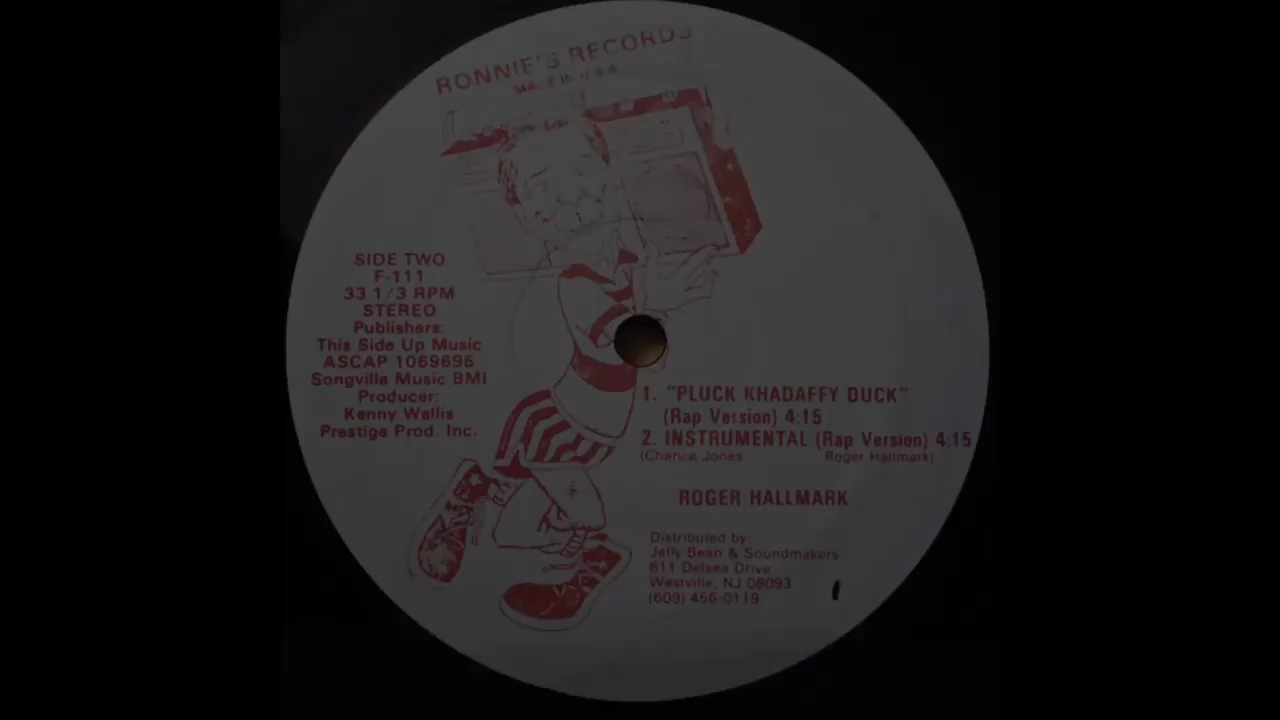 RONNIE'S RECORDS
MADE IN U.S.A.
SIDE TWO
F-111
33 1/3 RPM
STEREO
Publishers:
This Side Up Music
ASCAP 1069695
Songville Music BMI
Producer:
Kenny Wallis
Prestige Prod. Inc.
1. "PLUCK KHADAFFY DUCK"
(Rap Version) 4:15
2. INSTRUMENTAL (Rap Version) 4:15
(Chance Jones Roger Hallmark)
ROGER HALLMARK
Distributed by:
Jelly Bean & Soundmakers
611 Delsea Drive
Westville, NJ 08093
(609) 456-0119